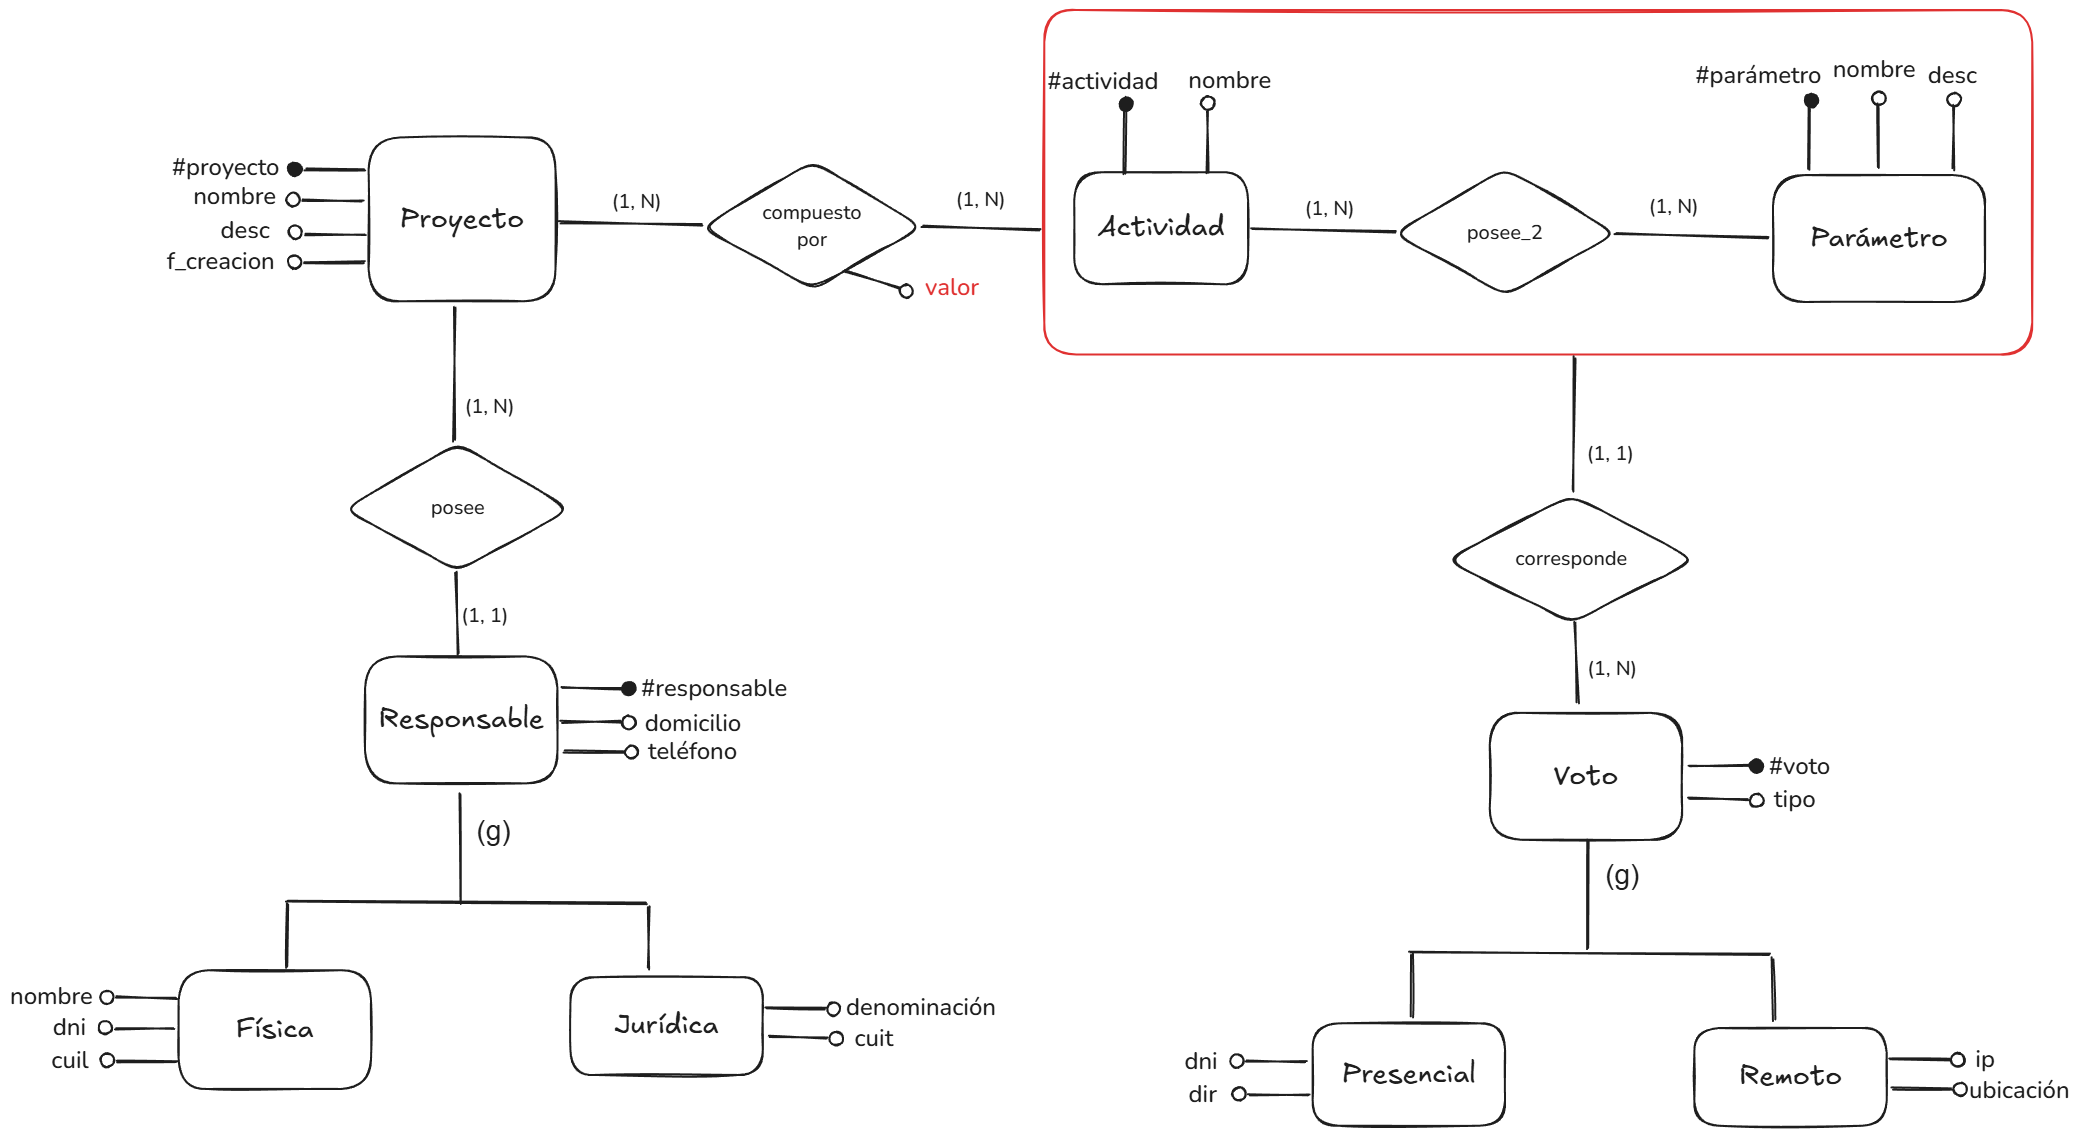 #actividad
nombre
#parámetro
nombre
desc
#proyecto
nombre
desc
f_creacion
Proyecto
(1, N)
compuesto
por
valor
(1, N)
Actividad
(1, N)
posee_2
(1, N)
Parámetro
(1, N)
posee
(1, 1)
Responsable
#responsable
domicilio
teléfono
(g)
nombre
dni
cuil
Física
Jurídica
denominación
cuit
(1, 1)
corresponde
(1, N)
Voto
#voto
tipo
(g)
dni
dir
Presencial
Remoto
ip
ubicación